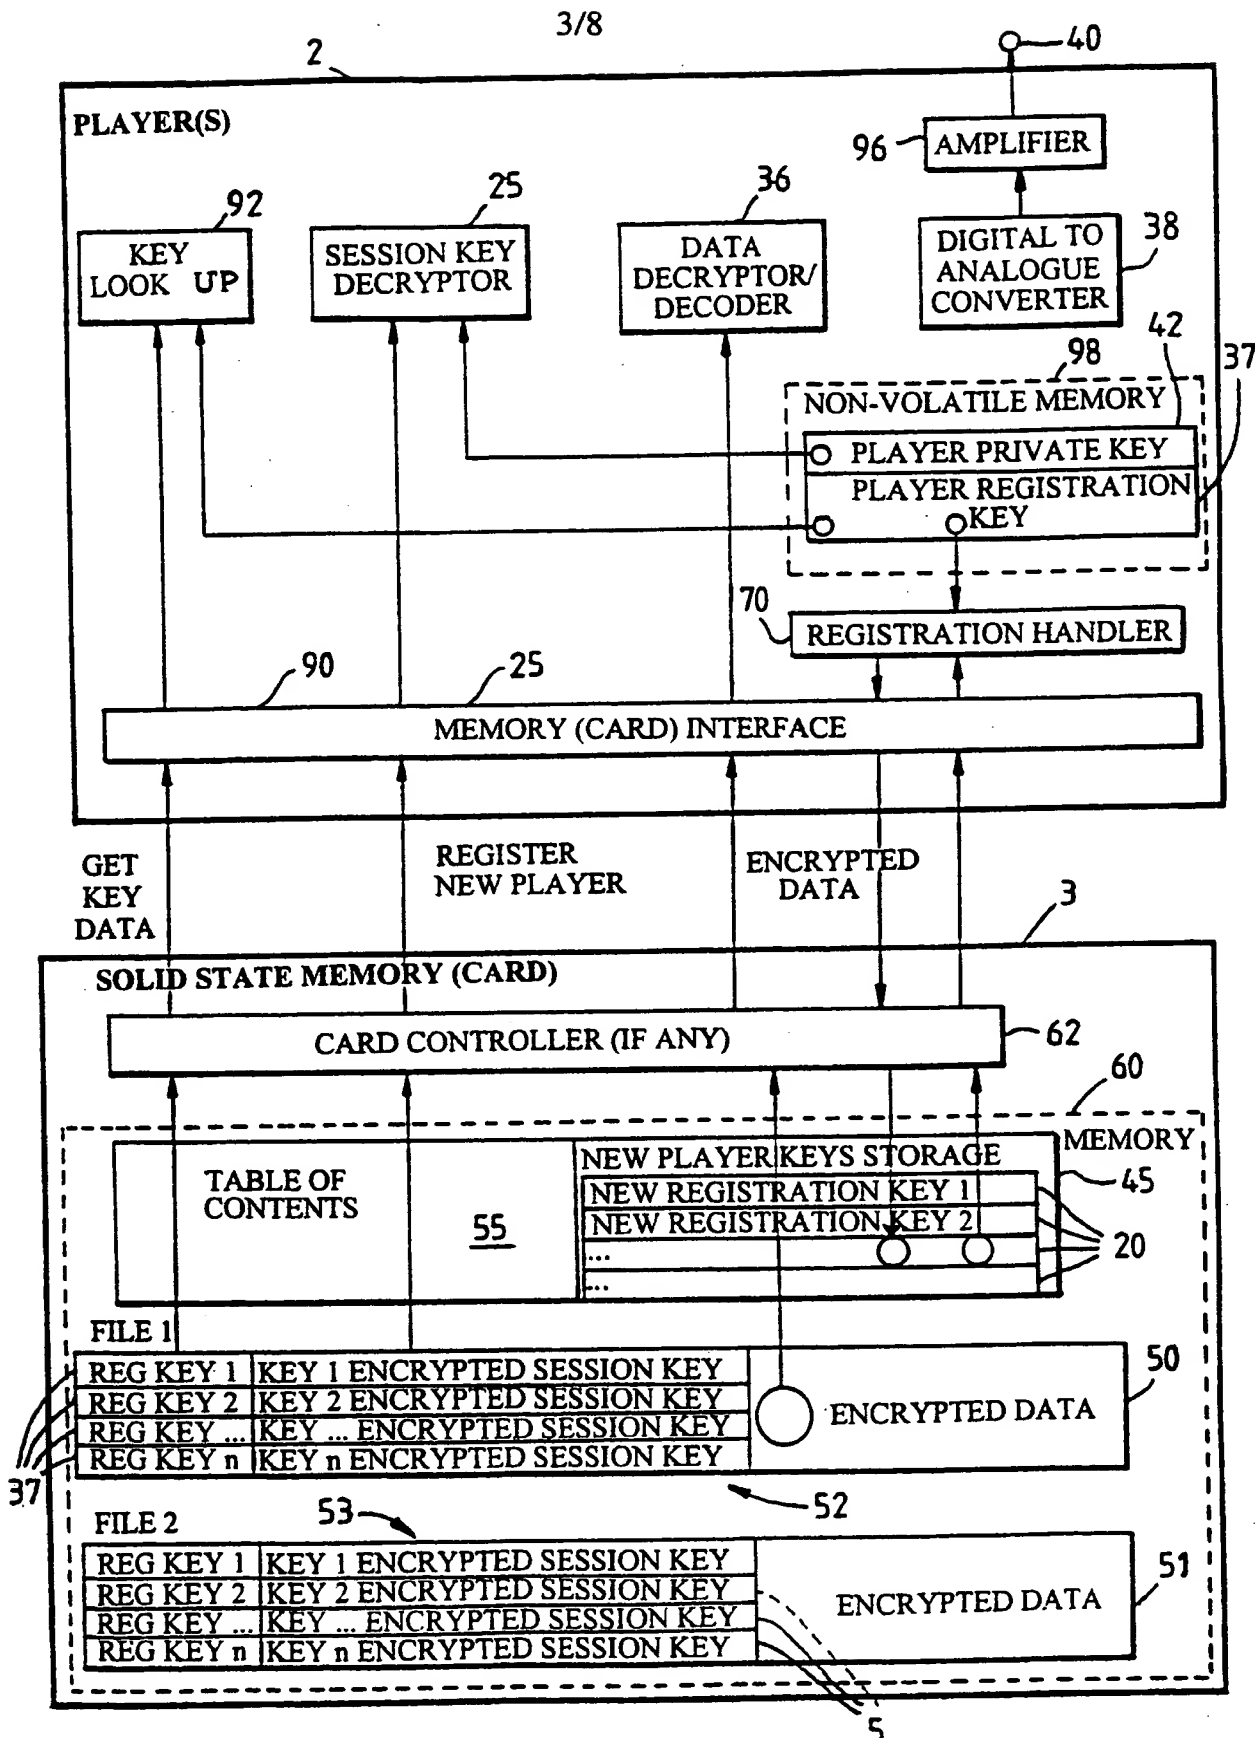 3/8
2
40
PLAYER(S)
96
AMPLIFIER
92
25
36
KEY
LOOK UP
SESSION KEY
DECRYPTOR
DATA
DECRYPTOR/
DECODER
DIGITAL TO
ANALOGUE
CONVERTER
38
42
37
98
NON-VOLATILE MEMORY
PLAYER PRIVATE KEY
PLAYER REGISTRATION
KEY
70
REGISTRATION HANDLER
90
25
MEMORY (CARD) INTERFACE
GET
KEY
DATA
REGISTER
NEW PLAYER
ENCRYPTED
DATA
3
SOLID STATE MEMORY (CARD)
CARD CONTROLLER (IF ANY)
62
60
MEMORY
TABLE OF
CONTENTS
55
NEW PLAYER KEYS STORAGE
NEW REGISTRATION KEY 1
NEW REGISTRATION KEY 2
...
...
45
20
FILE 1
REG KEY 1 KEY 1 ENCRYPTED SESSION KEY
REG KEY 2 KEY 2 ENCRYPTED SESSION KEY
REG KEY ... KEY ... ENCRYPTED SESSION KEY
REG KEY n KEY n ENCRYPTED SESSION KEY
ENCRYPTED DATA
50
37
52
FILE 2
53
REG KEY 1 KEY 1 ENCRYPTED SESSION KEY
REG KEY 2 KEY 2 ENCRYPTED SESSION KEY
REG KEY ... KEY ... ENCRYPTED SESSION KEY
REG KEY n KEY n ENCRYPTED SESSION KEY
ENCRYPTED DATA
51
5